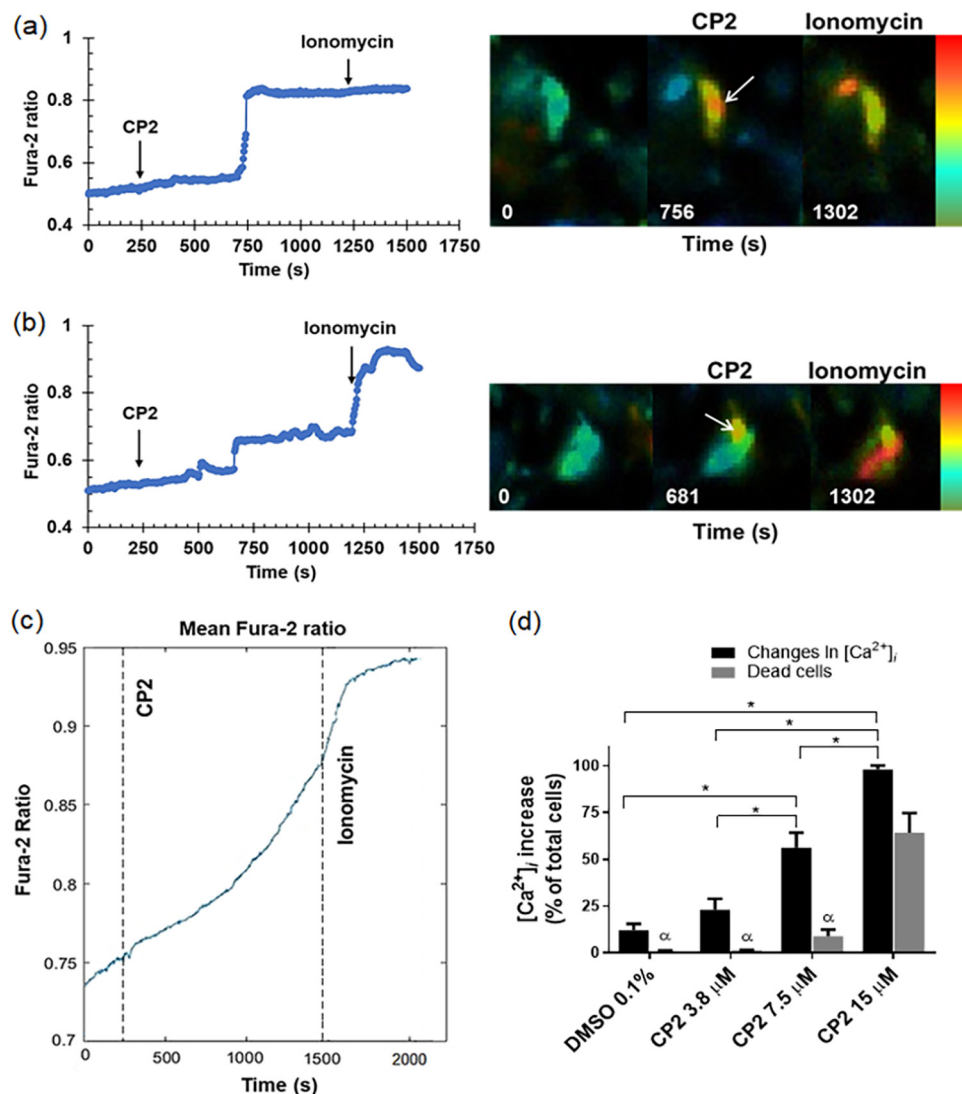 (a)
Fura-2 ratio
1
0.8
0.6
0.4
CP2
Ionomycin
0 250 500 750 1000 1250 1500 1750
Time (s)
CP2 Ionomycin
0 756 1302
Time (s)
(b)
Fura-2 ratio
1
0.8
0.6
0.4
CP2
Ionomycin
0 250 500 750 1000 1250 1500 1750
Time (s)
CP2 Ionomycin
0 681 1302
Time (s)
(c)
Mean Fura-2 ratio
Fura-2 Ratio
0.95
0.9
0.85
0.8
0.75
0.7
CP2
Ionomycin
0 500 1000 1500 2000
Time (s)
(d)
Changes In [Ca²⁺]ᵢ
Dead cells
[Ca²⁺]ᵢ increase
(% of total cells)
100
75
50
25
0
*
*
*
*
*
α
α
α
DMSO 0.1%
CP2 3.8 µM
CP2 7.5 µM
CP2 15 µM